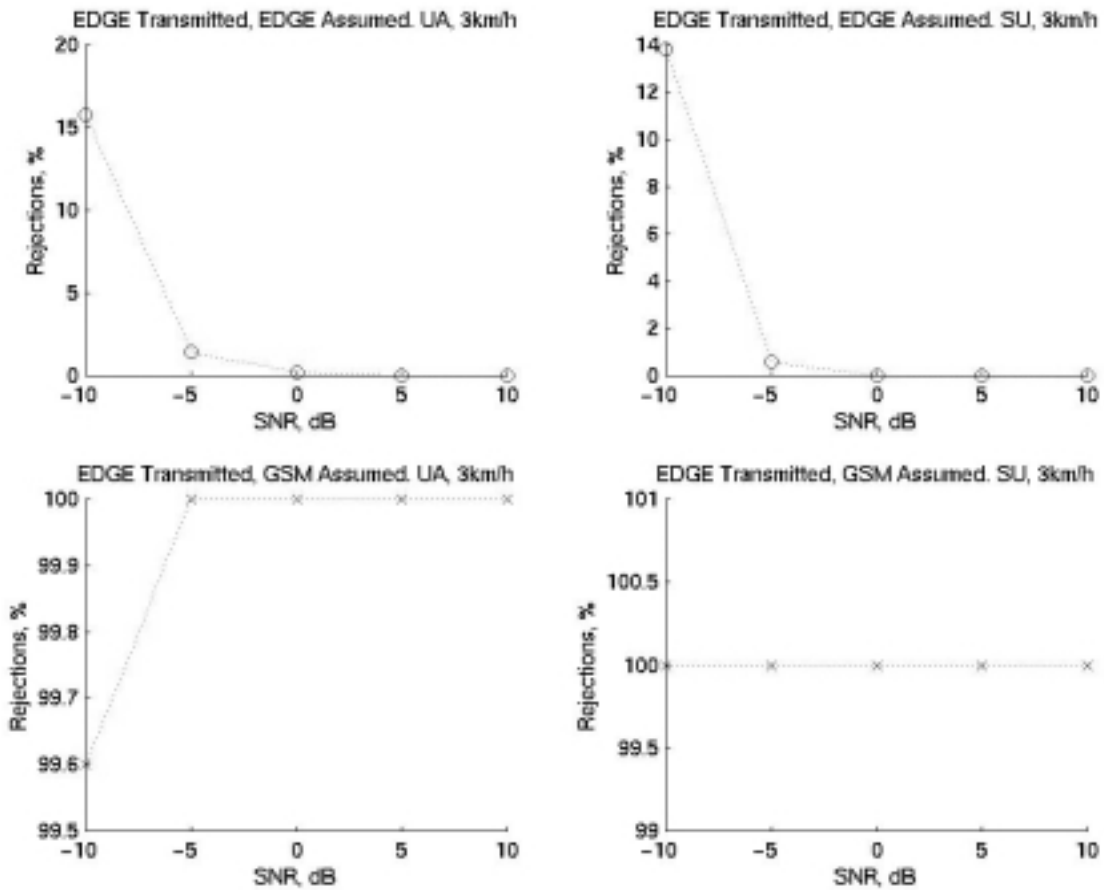 EDGE Transmitted, EDGE Assumed. UA, 3km/h
20
15
10
5
0
Rejections, %
−10 −5 0 5 10
SNR, dB
EDGE Transmitted, EDGE Assumed. SU, 3km/h
14
12
10
8
6
4
2
0
Rejections, %
−10 −5 0 5 10
SNR, dB
EDGE Transmitted, GSM Assumed. UA, 3km/h
100
99.9
99.8
99.7
99.6
99.5
Rejections, %
−10 −5 0 5 10
SNR, dB
EDGE Transmitted, GSM Assumed. SU, 3km/h
101
100.5
100
99.5
99
Rejections, %
−10 −5 0 5 10
SNR, dB